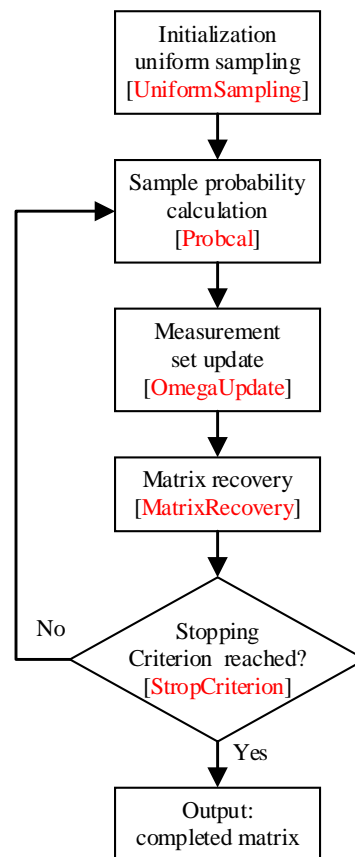 Initialization
uniform sampling
[UniformSampling]
Sample probability
calculation
[Probcal]
Measurement
set update
[OmegaUpdate]
Matrix recovery
[MatrixRecovery]
No
Stopping
Criterion reached?
[StropCriterion]
Yes
Output:
completed matrix